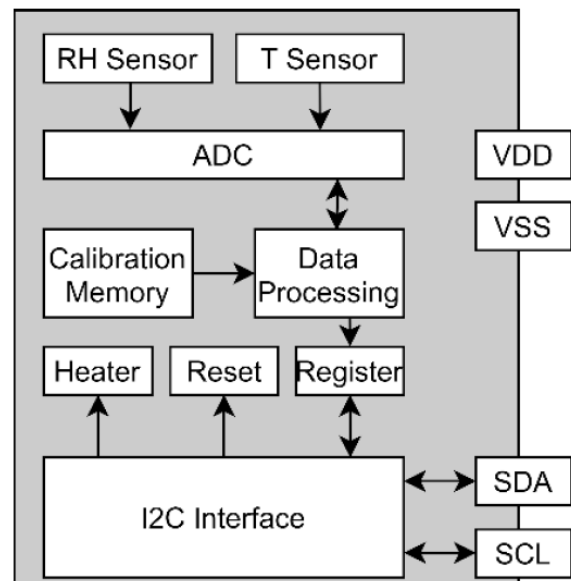 RH Sensor
T Sensor
ADC
VDD
VSS
Calibration
Memory
Data
Processing
Heater
Reset
Register
I2C Interface
SDA
SCL